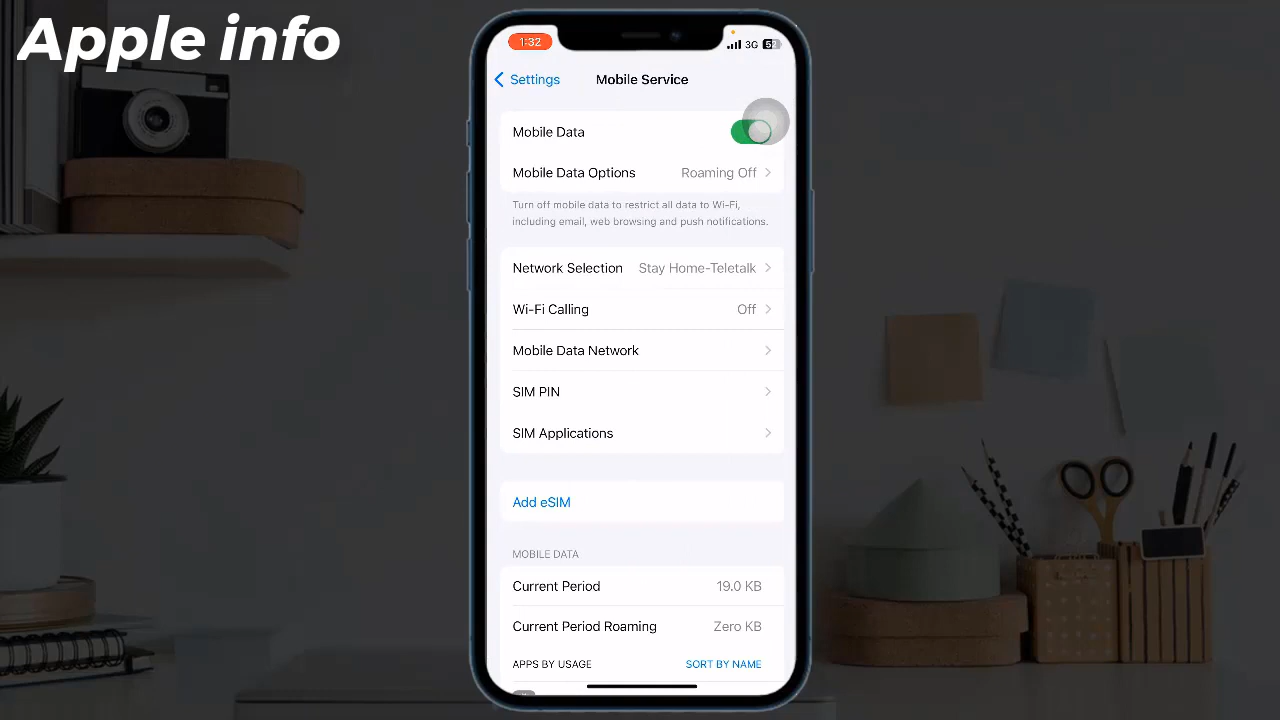 Apple info
1:32
3G 52
Settings
Mobile Service
Mobile Data
Mobile Data Options Roaming Off
Turn off mobile data to restrict all data to Wi-Fi,
including email, web browsing and push notifications.
Network Selection Stay Home-Teletalk
Wi-Fi Calling Off
Mobile Data Network
SIM PIN
SIM Applications
Add eSIM
MOBILE DATA
Current Period 19.0 KB
Current Period Roaming Zero KB
APPS BY USAGE SORT BY NAME